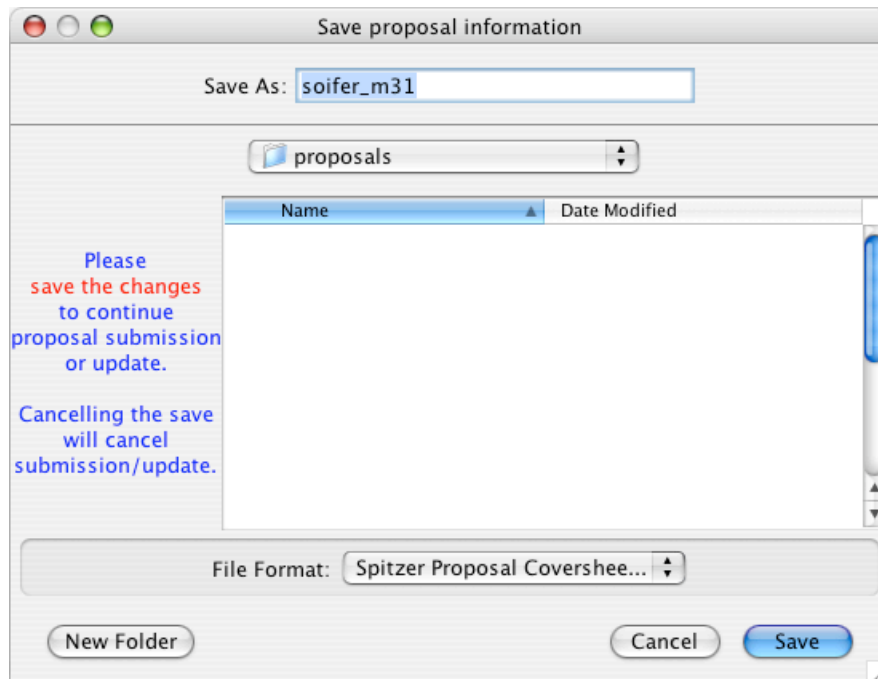 Save proposal information
Save As: soifer_m31
proposals
Name Date Modified
Please
save the changes
to continue
proposal submission
or update.
Cancelling the save
will cancel
submission/update.
File Format: Spitzer Proposal Covershee...
New Folder Cancel Save